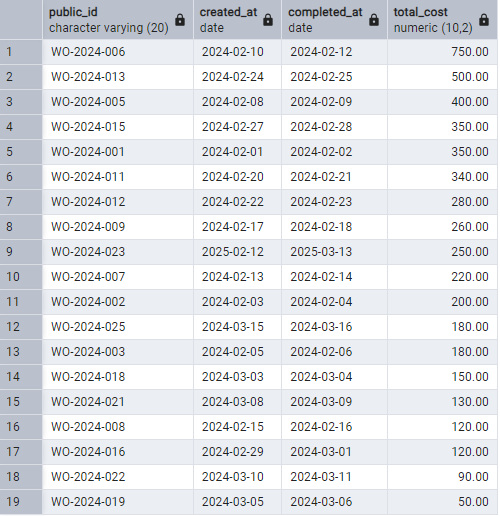 public_id created_at completed_at total_cost
character varying (20) date date numeric (10,2)
1 WO-2024-006 2024-02-10 2024-02-12 750.00
2 WO-2024-013 2024-02-24 2024-02-25 500.00
3 WO-2024-005 2024-02-08 2024-02-09 400.00
4 WO-2024-015 2024-02-27 2024-02-28 350.00
5 WO-2024-001 2024-02-01 2024-02-02 350.00
6 WO-2024-011 2024-02-20 2024-02-21 340.00
7 WO-2024-012 2024-02-22 2024-02-23 280.00
8 WO-2024-009 2024-02-17 2024-02-18 260.00
9 WO-2024-023 2025-02-12 2025-03-13 250.00
10 WO-2024-007 2024-02-13 2024-02-14 220.00
11 WO-2024-002 2024-02-03 2024-02-04 200.00
12 WO-2024-025 2024-03-15 2024-03-16 180.00
13 WO-2024-003 2024-02-05 2024-02-06 180.00
14 WO-2024-018 2024-03-03 2024-03-04 150.00
15 WO-2024-021 2024-03-08 2024-03-09 130.00
16 WO-2024-008 2024-02-15 2024-02-16 120.00
17 WO-2024-016 2024-02-29 2024-03-01 120.00
18 WO-2024-022 2024-03-10 2024-03-11 90.00
19 WO-2024-019 2024-03-05 2024-03-06 50.00